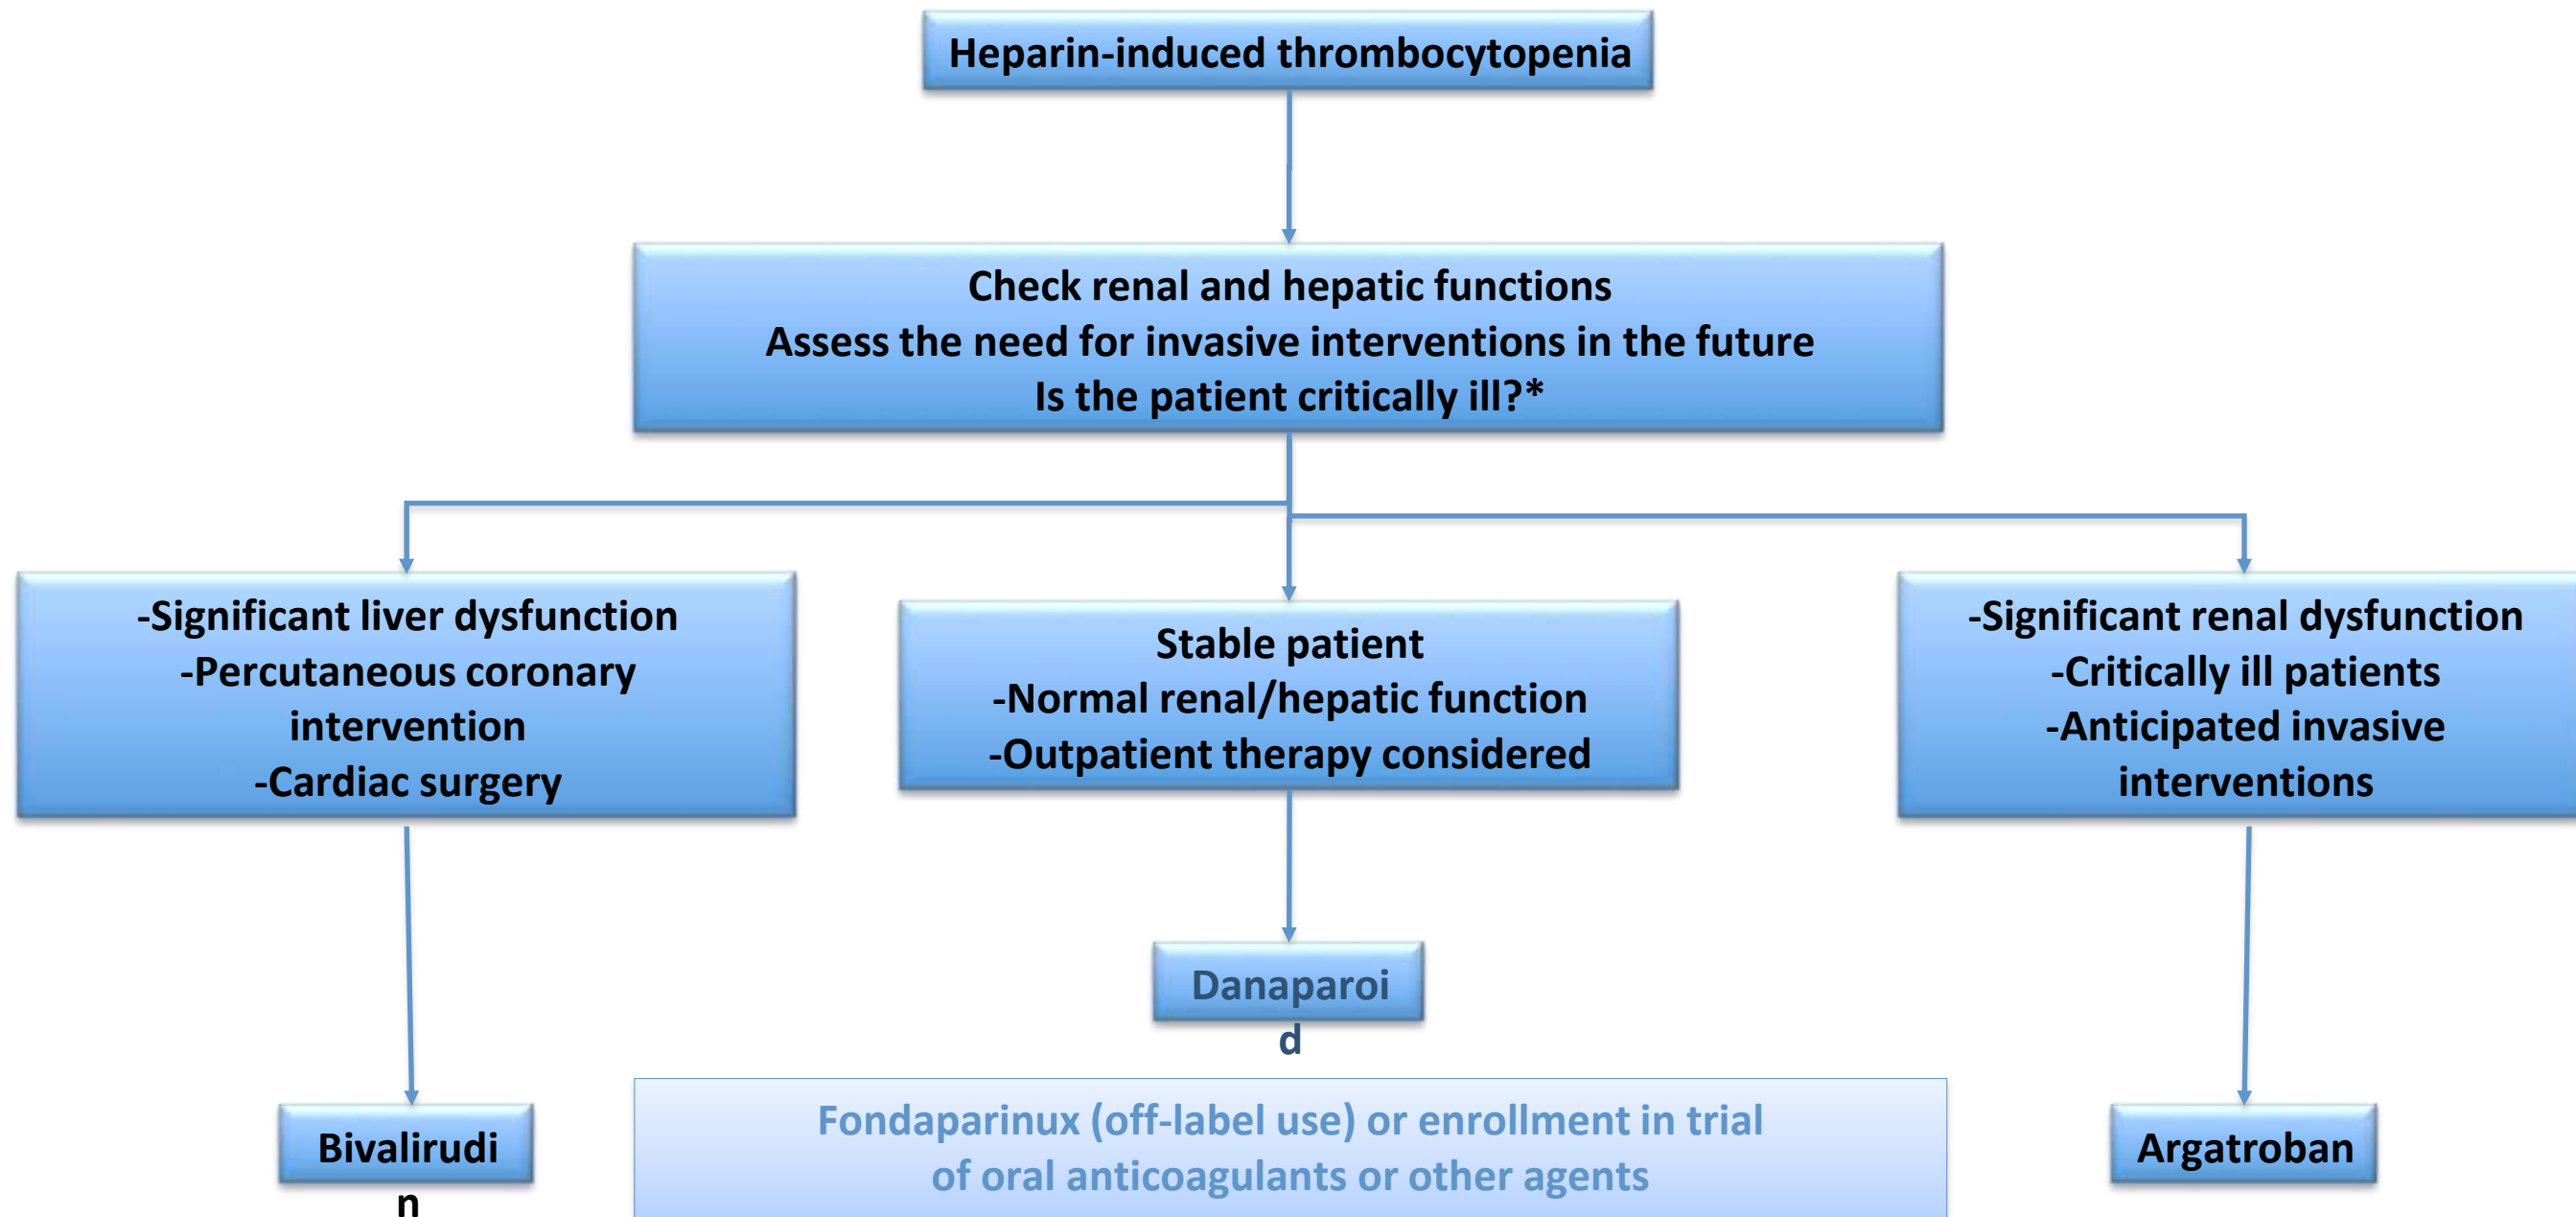 Heparin-induced thrombocytopenia
Check renal and hepatic functions
Assess the need for invasive interventions in the future
Is the patient critically ill?*
-Significant liver dysfunction
-Percutaneous coronary
intervention
-Cardiac surgery
Stable patient
-Normal renal/hepatic function
-Outpatient therapy considered
-Significant renal dysfunction
-Critically ill patients
-Anticipated invasive
interventions
Danaparoi
d
Bivalirudi
n
Fondaparinux (off-label use) or enrollment in trial
of oral anticoagulants or other agents
Argatroban